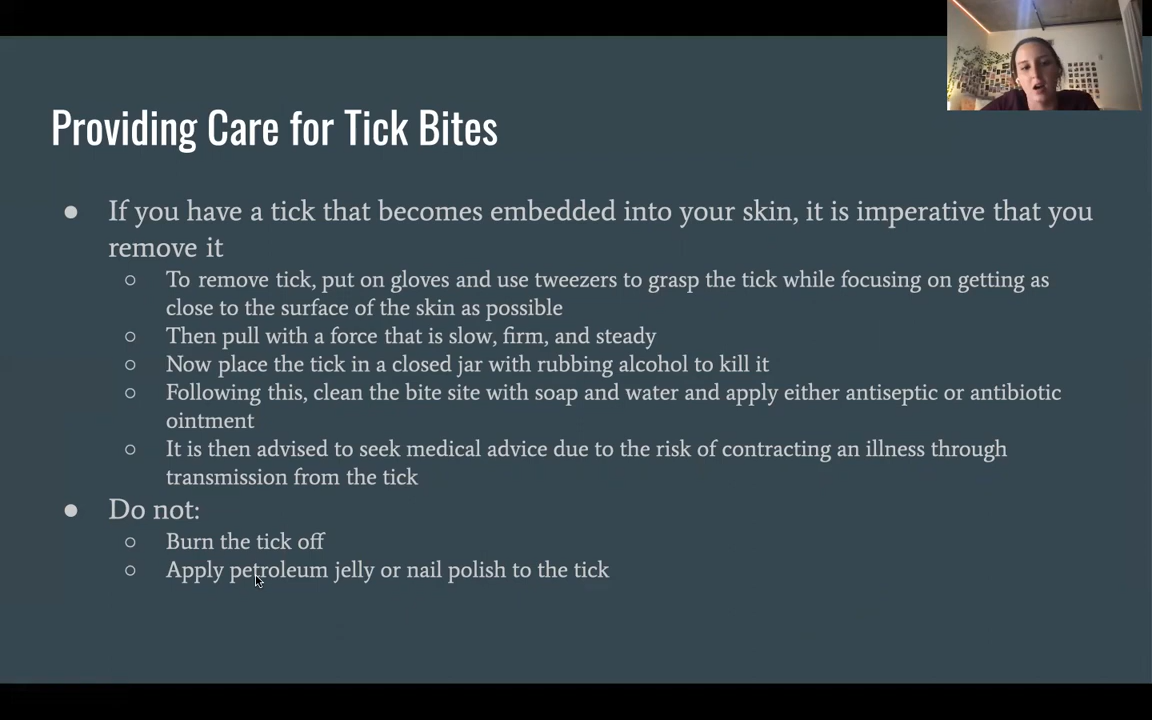 Providing Care for Tick Bites
● If you have a tick that becomes embedded into your skin, it is imperative that you
remove it
○ To remove tick, put on gloves and use tweezers to grasp the tick while focusing on getting as
close to the surface of the skin as possible
○ Then pull with a force that is slow, firm, and steady
○ Now place the tick in a closed jar with rubbing alcohol to kill it
○ Following this, clean the bite site with soap and water and apply either antiseptic or antibiotic
ointment
○ It is then advised to seek medical advice due to the risk of contracting an illness through
transmission from the tick
● Do not:
○ Burn the tick off
○ Apply petroleum jelly or nail polish to the tick